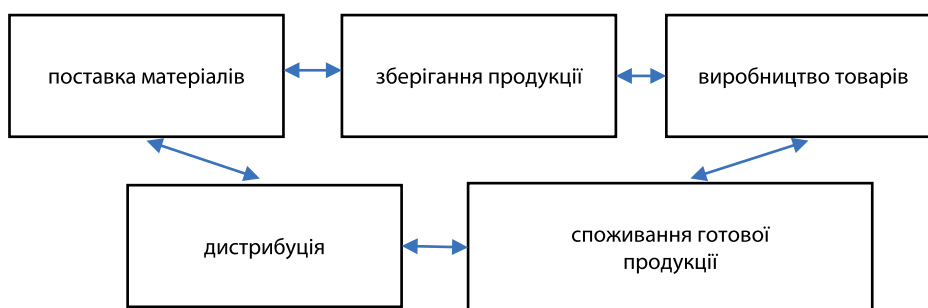 поставка матеріалів
зберігання продукції
виробництво товарів
дистрибуція
споживання готової
продукції